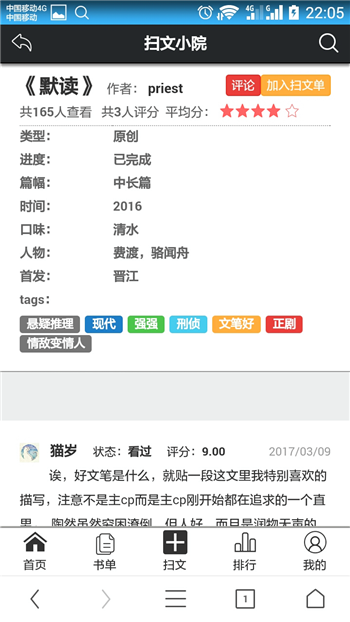 中国移动4G
中国移动
4G
G
22:05
扫文小院
《 默读 》 作者： priest 评论 加入扫文单
共165人查看 共3人评分 平均分：
类型： 原创
进度： 已完成
篇幅： 中长篇
时间： 2016
口味： 清水
人物： 费渡，骆闻舟
首发： 晋江
tags：
悬疑推理 现代 强强 刑侦 文笔好 正剧
情敌变情人
猫岁 状态：看过 评分：9.00 2017/03/09
诶，好文笔是什么，就贴一段这文里我特别喜欢的
描写，注意不是主cp而是主cp刚开始都在追求的一个直
男。 陶然虽然穷困潦倒，但人好，而且是润物无声的
首页 书单 扫文 排行 我的
1